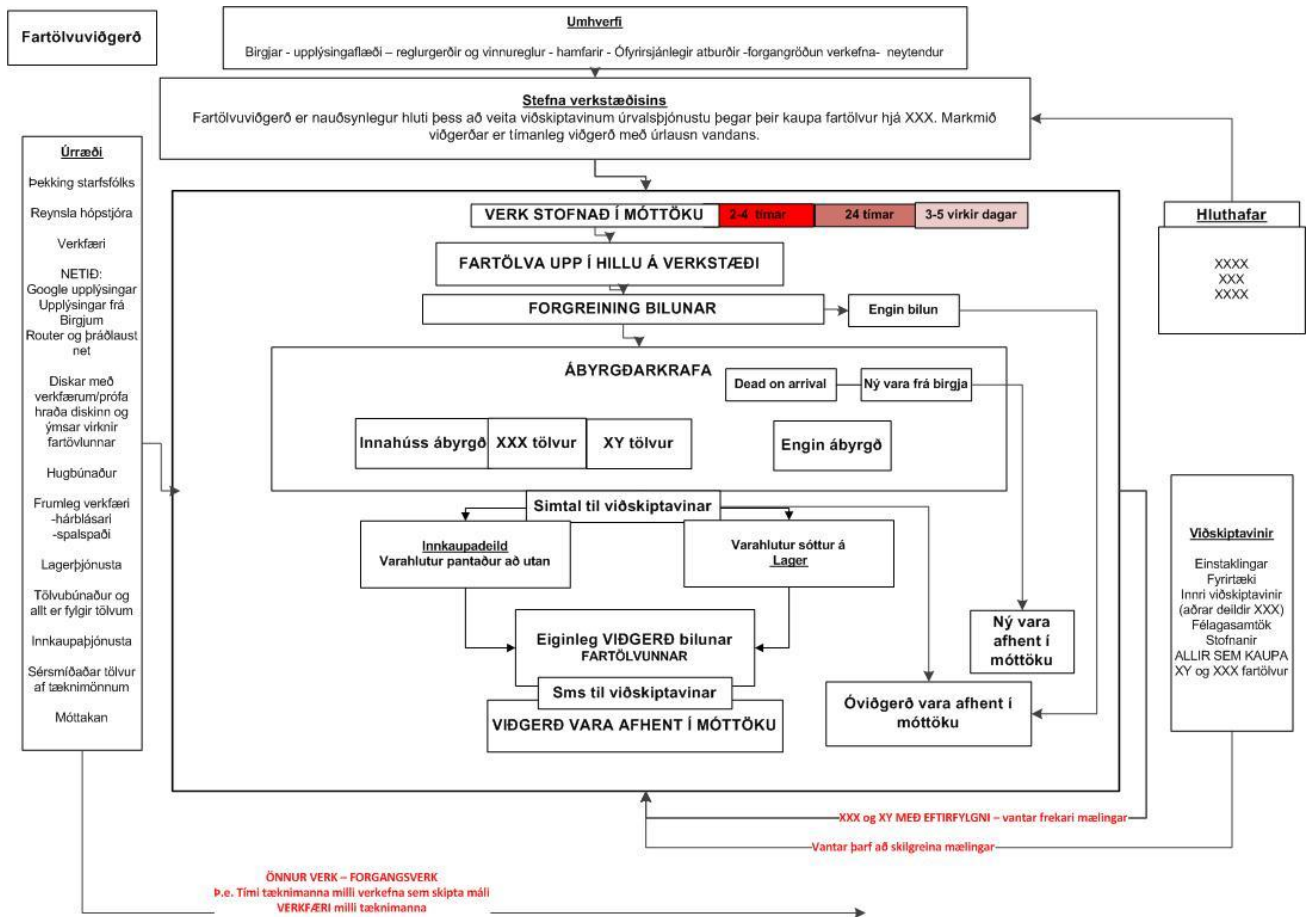 Fartölvuviðgerð
Umhverfi
Birgjar - upplýsingaflæði – reglurgerðir og vinnureglur - hamfarir - Ófyrirsjánlegir atburðir -forgangröðun verkefna- neytendur
Stefna verkstæðisins
Fartölvuviðgerð er nauðsynlegur hluti þess að veita viðskiptavinum úrvalsþjónustu þegar þeir kaupa fartölvur hjá XXX. Markmið
viðgerðar er tímanleg viðgerð með úrlausn vandans.
Úrræði
Þekking starfsfólks
Reynsla hópstjóra
Verkfæri
NETIÐ:
Google upplýsingar
Upplýsingar frá
Birgjum
Router og þráðlaust
net
Diskar með
verkfærum/prófa
hraða diskinn og
ýmsar virknir
fartövlunnar
Hugbúnaður
Frumleg verkfæri
-hárblásari
-spalspaði
Lagerþjónusta
Tölvubúnaður og
allt er fylgir tölvum
Innkaupaþjónusta
Sérsmíðaðar tölvur
af tæknimönnum
Móttakan
VERK STOFNAÐ Í MÓTTÖKU
2-4 tímar
24 tímar
3-5 virkir dagar
FARTÖLVA UPP Í HILLU Á VERKSTÆÐI
FORGREINING BILUNAR
Engin bilun
ÁBYRGÐARKRAFA
Dead on arrival
Ný vara frá birgja
Innahúss ábyrgð
XXX tölvur
XY tölvur
Engin ábyrgð
Simtal til viðskiptavinar
Innkaupadeild
Varahlutur pantaður að utan
Varahlutur sóttur á
Lager
Eiginleg VIÐGERÐ bilunar
FARTÖLVUNNAR
Sms til viðskiptavinar
VIÐGERÐ VARA AFHENT Í MÓTTÖKU
Ný vara
afhent í
móttöku
Óviðgerð vara afhent í
móttöku
Hluthafar
XXXX
XXX
XXXX
Viðskiptavinir
Einstaklingar
Fyrirtæki
Innri viðskiptavinir
(aðrar deildir XXX)
Félagasamtök
Stofnanir
ALLIR SEM KAUPA
XY og XXX fartölvur
XXX og XY MEÐ EFTIRFYLGNI – vantar frekari mælingar
Vantar þarf að skilgreina mælingar
ÖNNUR VERK – FORGANGSVERK
Þ.e. Tími tæknimanna milli verkefna sem skipta máli
VERKFÆRI milli tæknimanna